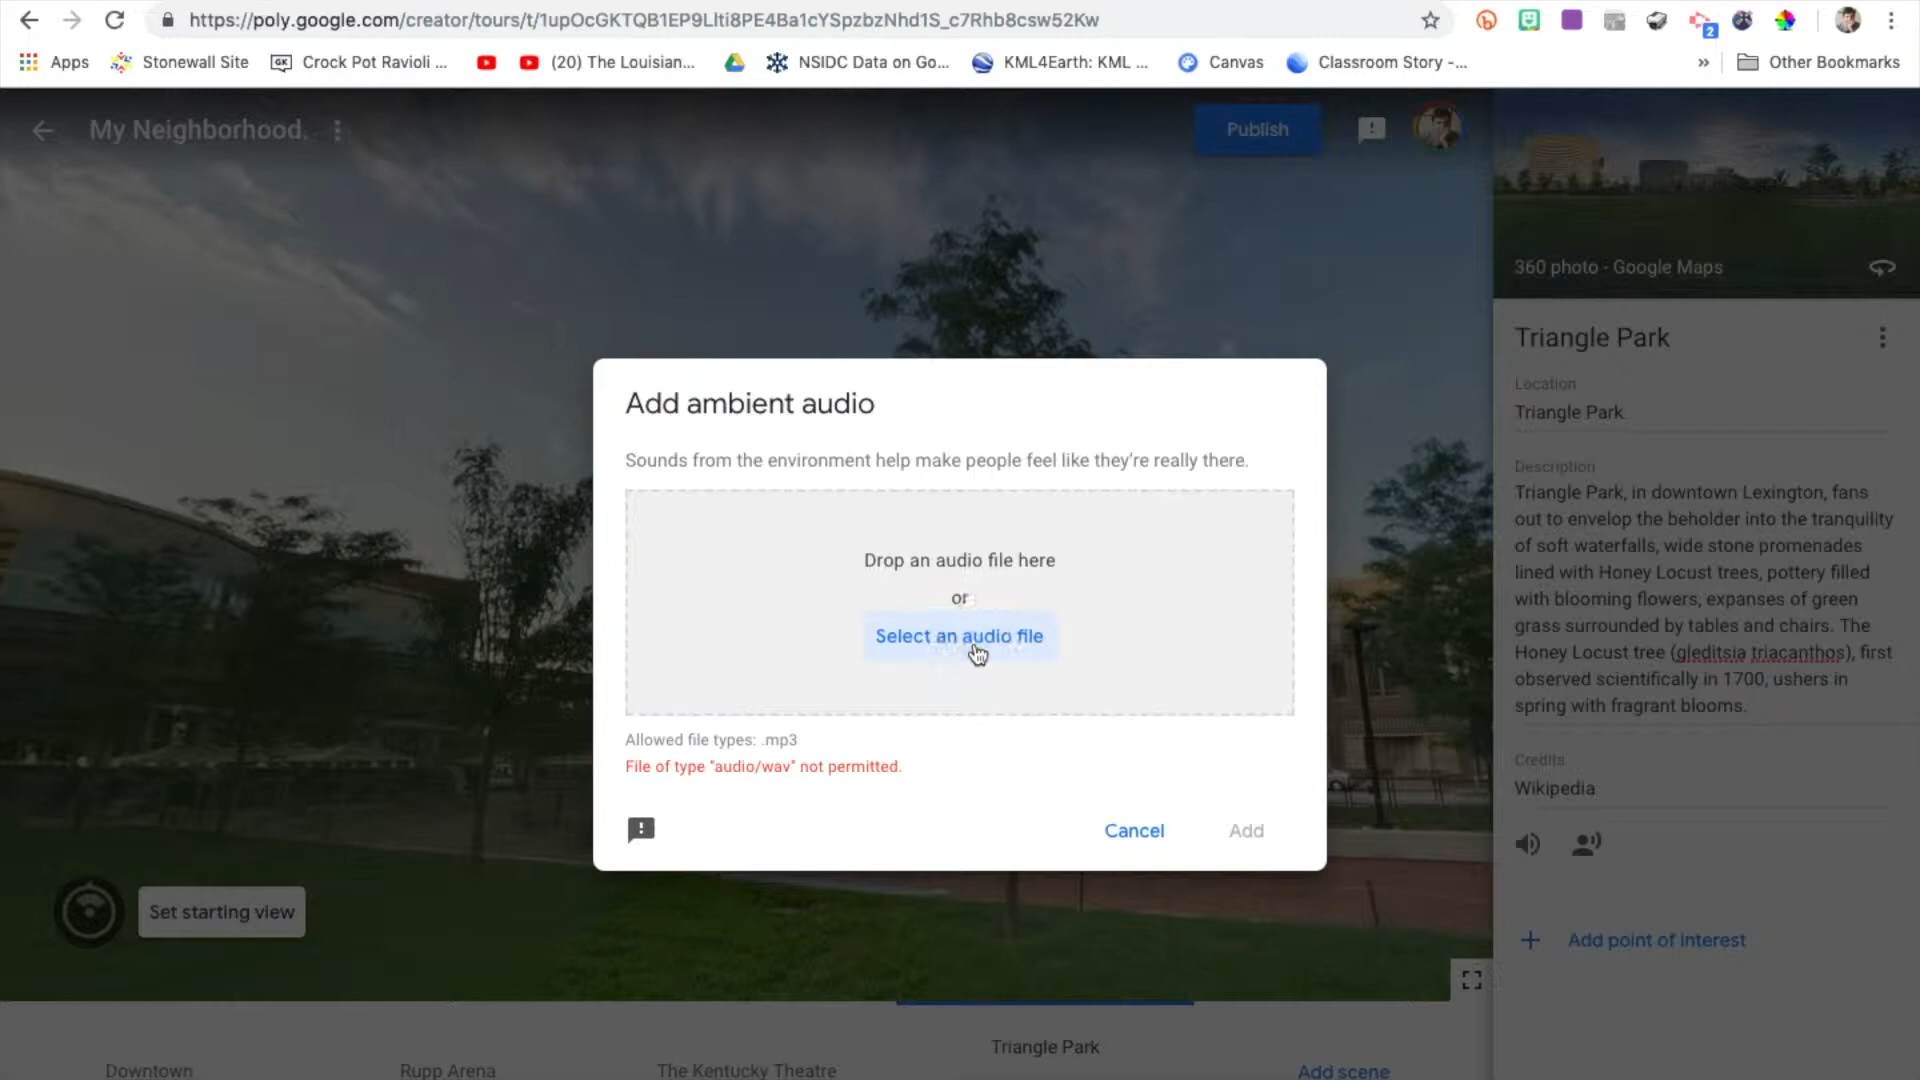 https://poly.google.com/creator/tours/t/1upOcGKTQB1EP9Llti8PE4Ba1cYSpzbzNhd1S_c7Rhb8csw52Kw
2
Apps
Stonewall Site
GK
Crock Pot Ravioli ...
(20) The Louisian...
NSIDC Data on Go...
KML4Earth: KML ...
Canvas
Classroom Story -...
»
Other Bookmarks
My Neighborhood.
Publish
360 photo - Google Maps
Triangle Park
Location
Triangle Park
Description
Triangle Park, in downtown Lexington, fans
out to envelop the beholder into the tranquility
of soft waterfalls, wide stone promenades
lined with Honey Locust trees, pottery filled
with blooming flowers, expanses of green
grass surrounded by tables and chairs. The
Honey Locust tree (gleditsia triacanthos), first
observed scientifically in 1700, ushers in
spring with fragrant blooms.
Credits
Wikipedia
Add point of interest
Add ambient audio
Sounds from the environment help make people feel like they're really there.
Drop an audio file here
or
Select an audio file
Allowed file types: .mp3
File of type "audio/wav" not permitted.
Cancel
Add
Set starting view
Downtown
Rupp Arena
The Kentucky Theatre
Triangle Park
Add scene